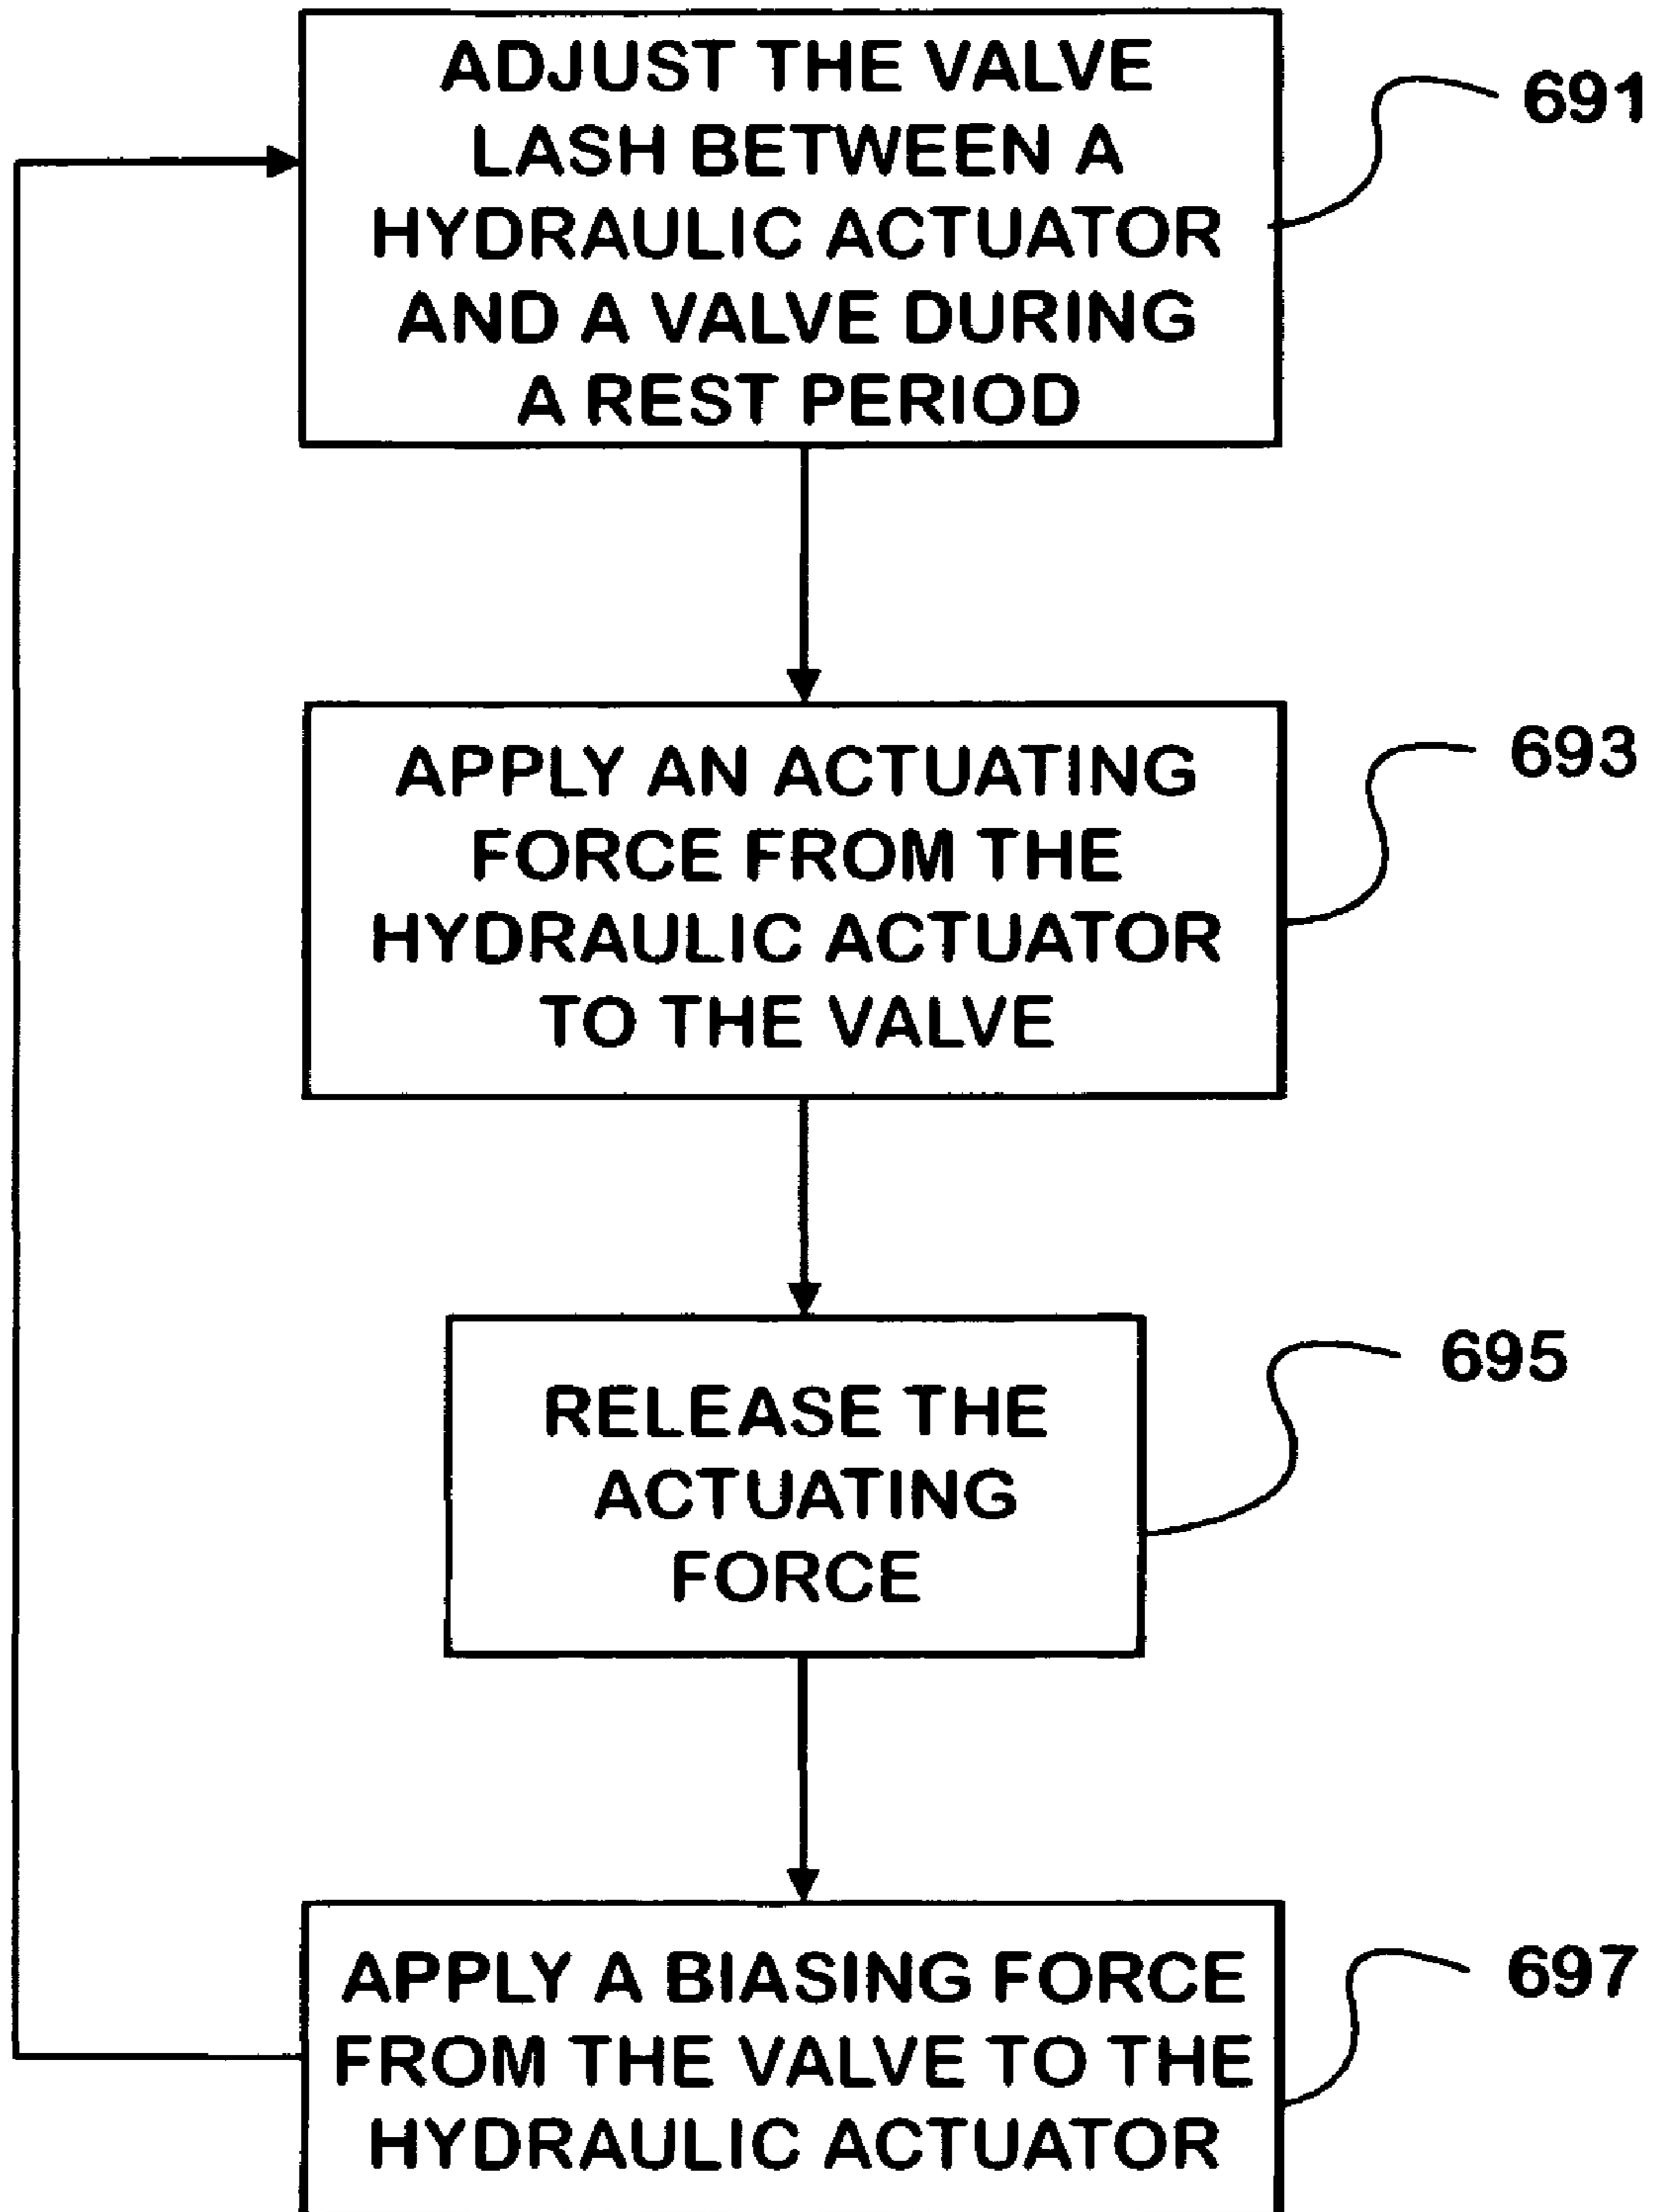 ADJUST THE VALVE
LASH BETWEEN A
HYDRAULIC ACTUATOR
AND A VALVE DURING
A REST PERIOD
691
APPLY AN ACTUATING
FORCE FROM THE
HYDRAULIC ACTUATOR
TO THE VALVE
693
RELEASE THE
ACTUATING
FORCE
695
APPLY A BIASING FORCE
FROM THE VALVE TO THE
HYDRAULIC ACTUATOR
697